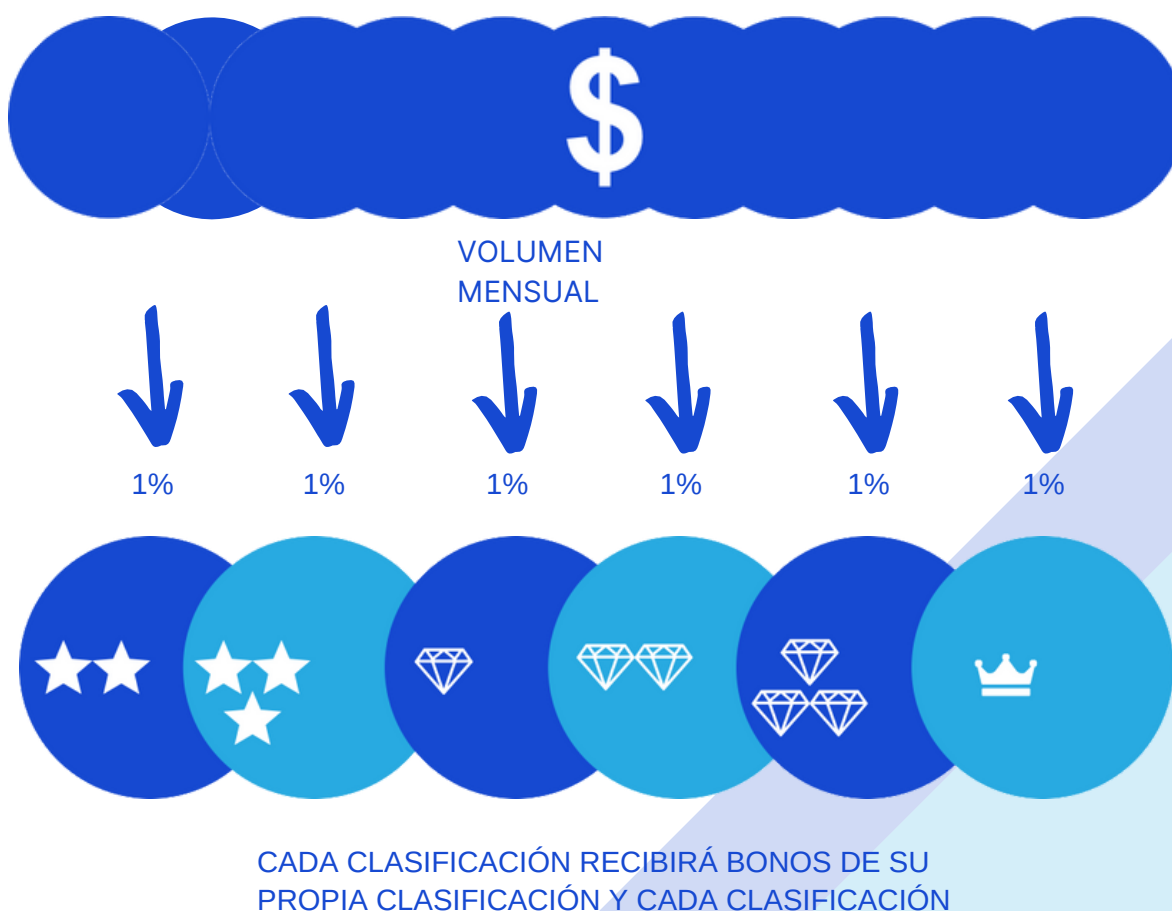 $
VOLUMEN
MENSUAL
1% 1% 1% 1% 1% 1%
CADA CLASIFICACIÓN RECIBIRÁ BONOS DE SU
PROPIA CLASIFICACIÓN Y CADA CLASIFICACIÓN